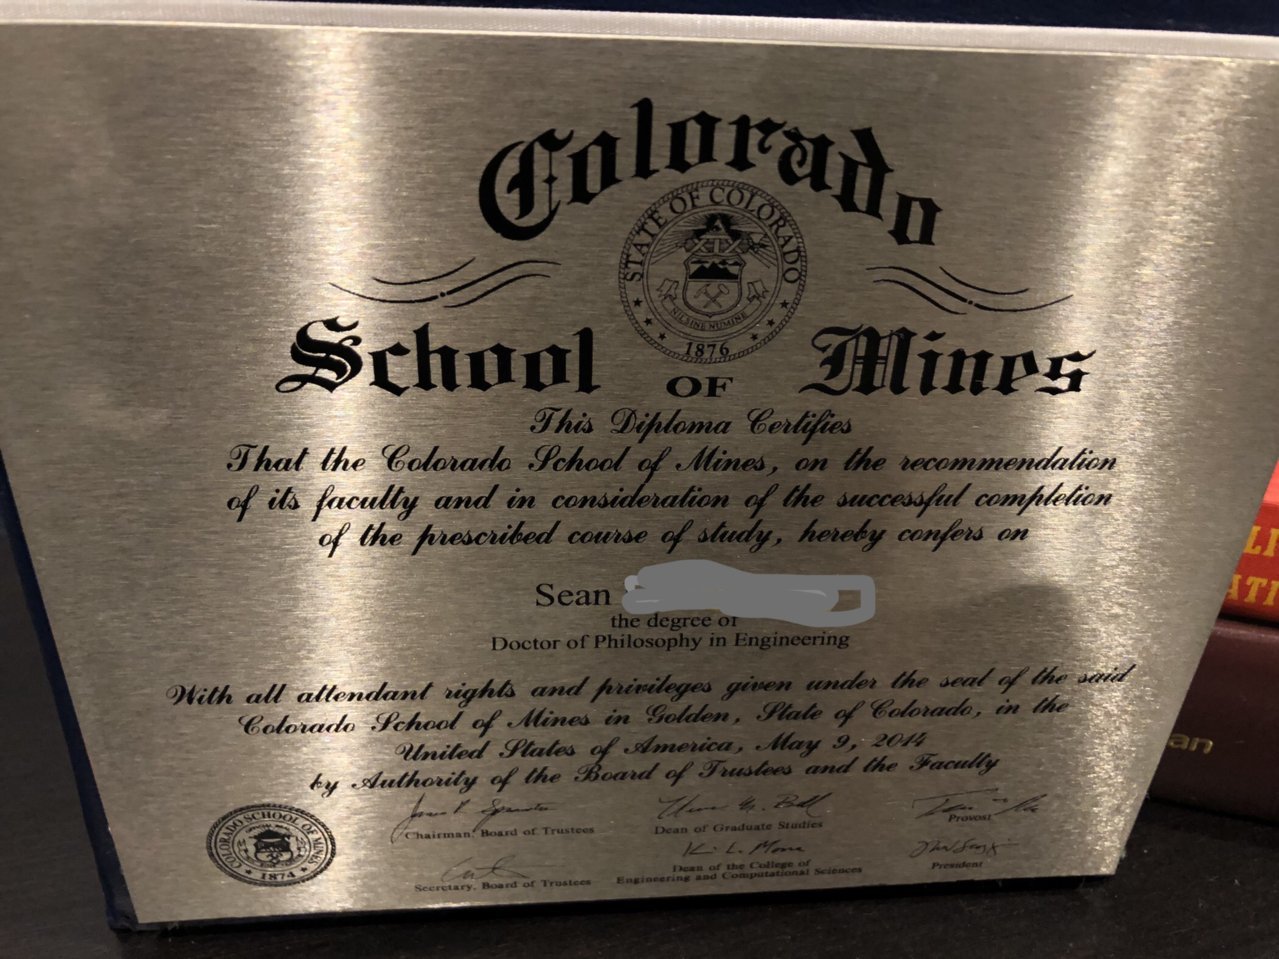 Colorado
STATE OF COLORADO
NIL SINE NUMINE
1876
School OF Mines
This Diploma Certifies
That the Colorado School of Mines, on the recommendation
of its faculty and in consideration of the successful completion
of the prescribed course of study, hereby confers on
Sean
the degree of
Doctor of Philosophy in Engineering
With all attendant rights and privileges given under the seal of the said
Colorado School of Mines in Golden, State of Colorado, in the
United States of America, May 9, 2014
by Authority of the Board of Trustees and the Faculty
Chairman, Board of Trustees
Dean of Graduate Studies
Provost
Secretary, Board of Trustees
Dean of the College of
Engineering and Computational Sciences
President
COLORADO SCHOOL OF MINES
1874
LI
ATI
an